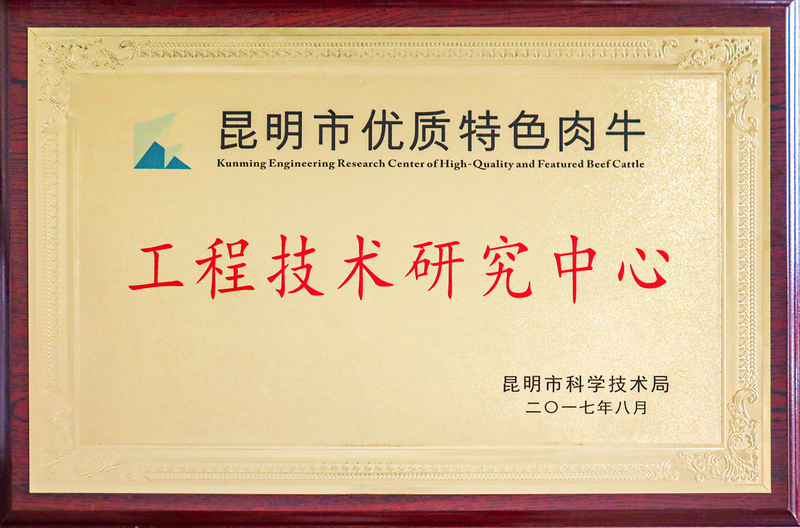 昆明市优质特色肉牛
Kunming Engineering Research Center of High-Quality and Featured Beef Cattle
工程技术研究中心
昆明市科学技术局
二〇一七年八月